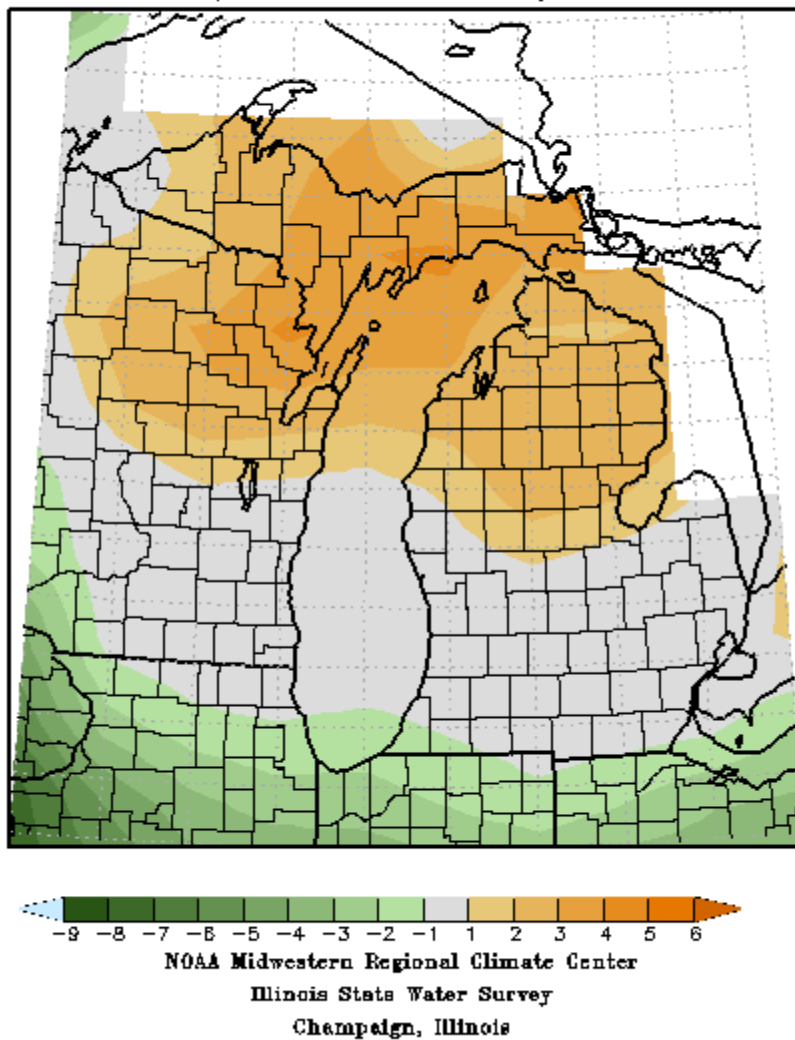 -9 -8 -7 -6 -5 -4 -3 -2 -1 1 2 3 4 5 6
NOAA Midwestern Regional Climate Center
Illinois State Water Survey
Champaign, Illinois